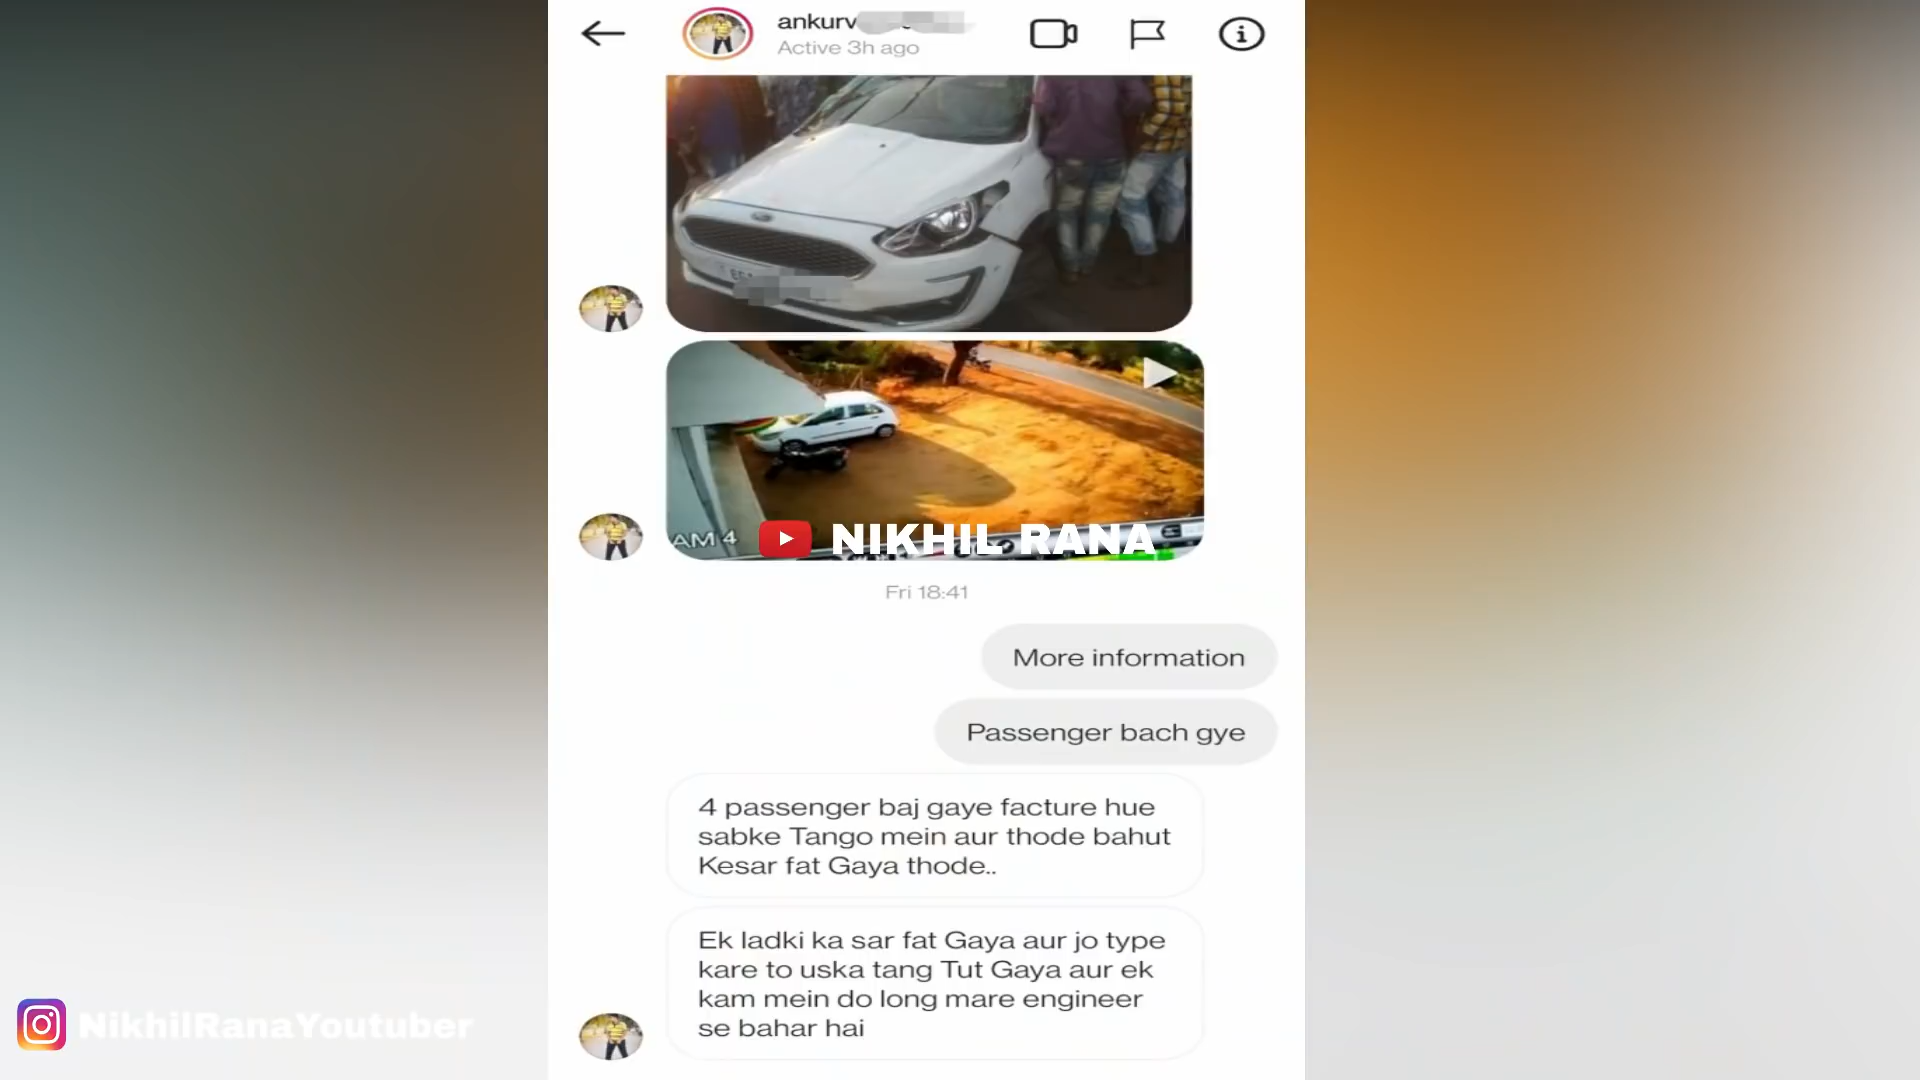 ankurv
Active 3h ago
AM 4
NIKHIL RANA
Fri 18:41
More information
Passenger bach gye
4 passenger baj gaye facture hue
sabke Tango mein aur thode bahut
Kesar fat Gaya thode..
Ek ladki ka sar fat Gaya aur jo type
kare to uska tang Tut Gaya aur ek
kam mein do long mare engineer
se bahar hai
NikhilRanaYoutuber